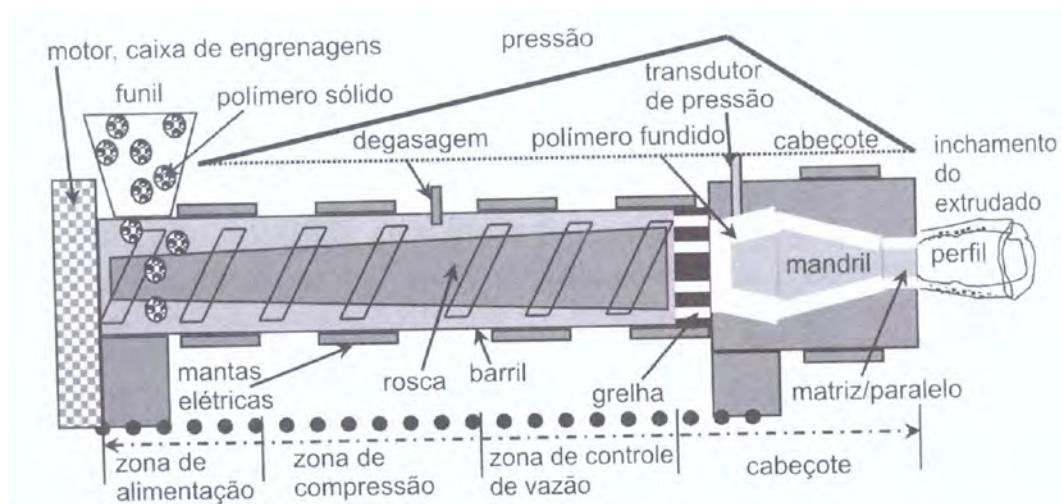 motor, caixa de engrenagens
pressão
funil
polímero sólido
transdutor
de pressão
degasagem
polímero fundido
cabeçote
inchamento
do
extrudado
mandril
perfil
mantas
elétricas
rosca
barril
grelha
matriz/paralelo
zona de
alimentação
zona de
compressão
zona de controle
de vazão
cabeçote